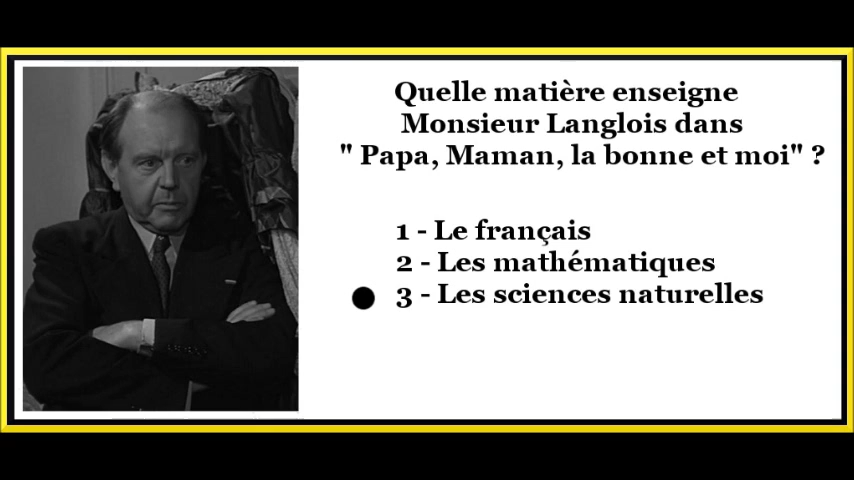 Quelle matière enseigne
Monsieur Langlois dans
" Papa, Maman, la bonne et moi" ?
1 - Le français
2 - Les mathématiques
3 - Les sciences naturelles